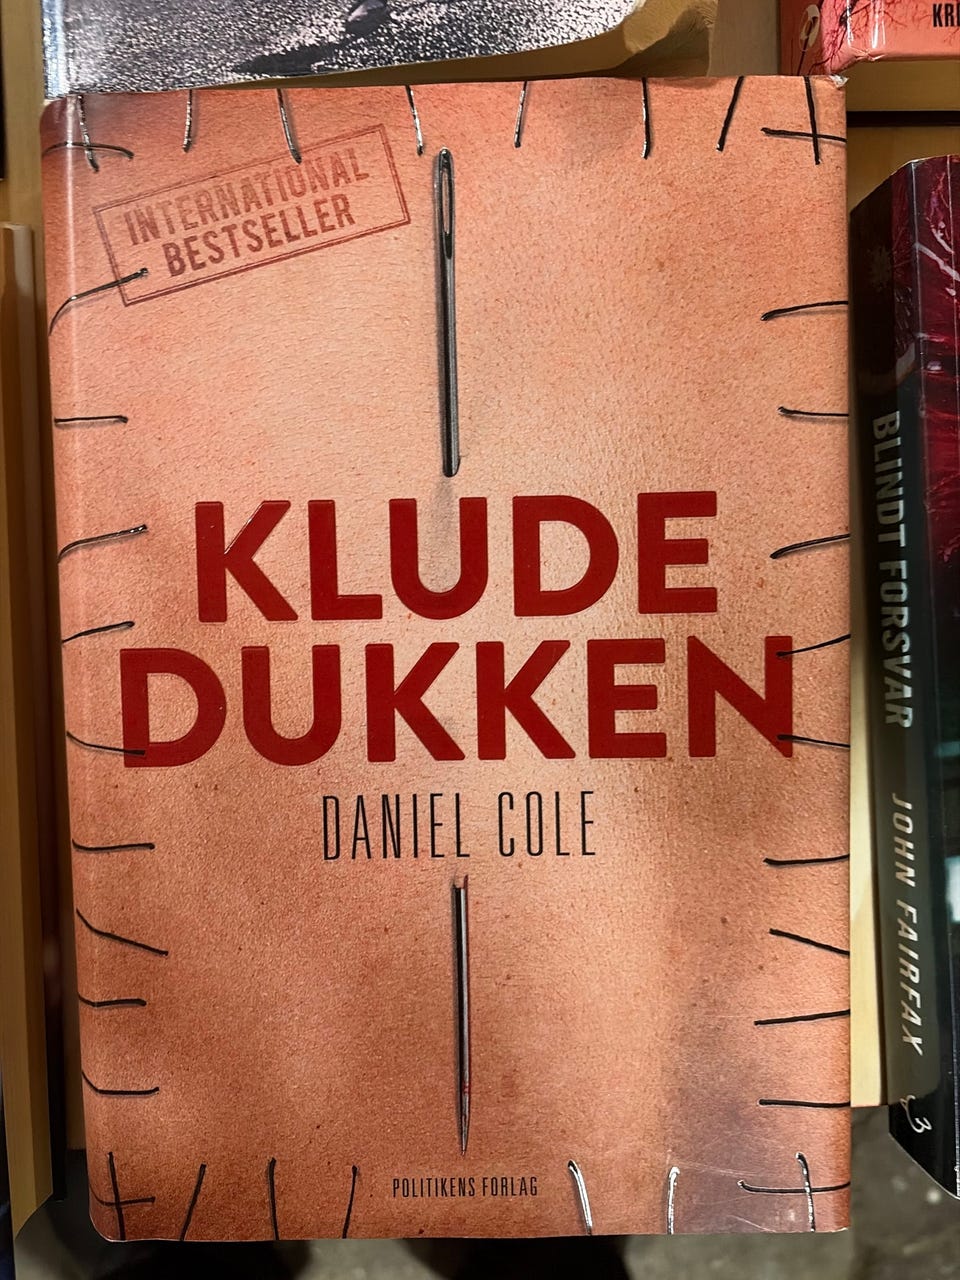 INTERNATIONAL
BESTSELLER
KLUDE
DUKKEN
DANIEL COLE
POLITIKENS FORLAG
BLINDT FORSVAR JOHN FAIRFAX